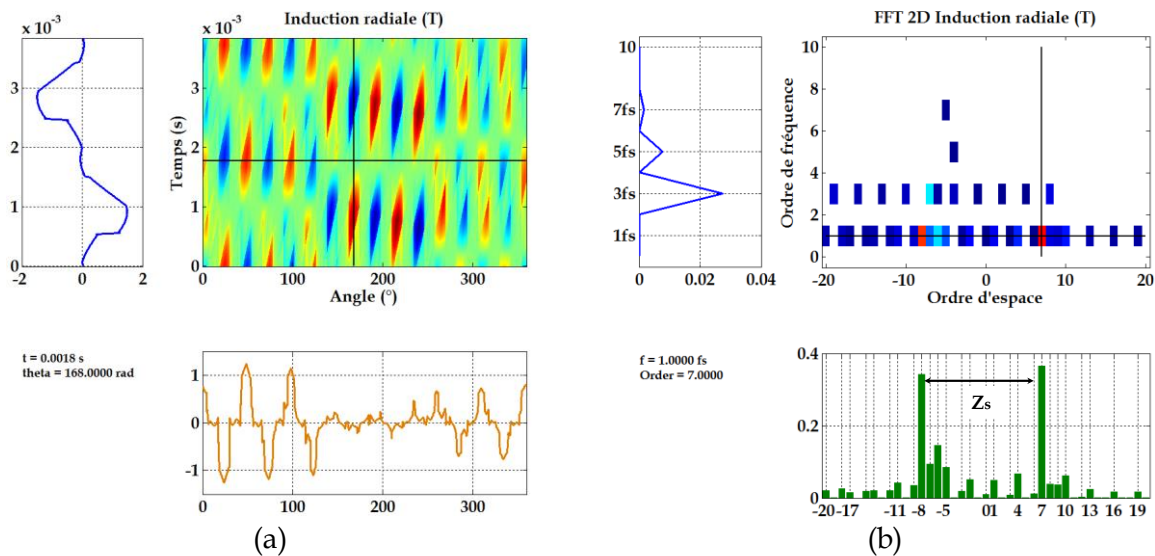 x 10⁻³
3
2
1
0
-2
0
2
Induction radiale (T)
x 10⁻³
Temps (s)
3
2
1
0
0
100
200
300
Angle (°)
t = 0.0018 s
theta = 168.0000 rad
1
0
-1
0
100
200
300
(a)
10
7fs
5fs
3fs
1fs
0
0.02
0.04
FFT 2D Induction radiale (T)
Ordre de fréquence
10
8
6
4
2
0
-20
-10
0
10
20
Ordre d'espace
f = 1.0000 fs
Order = 7.0000
0.4
0.2
0
Zs
-20
-17
-11
-8
-5
01
4
7
10
13
16
19
(b)